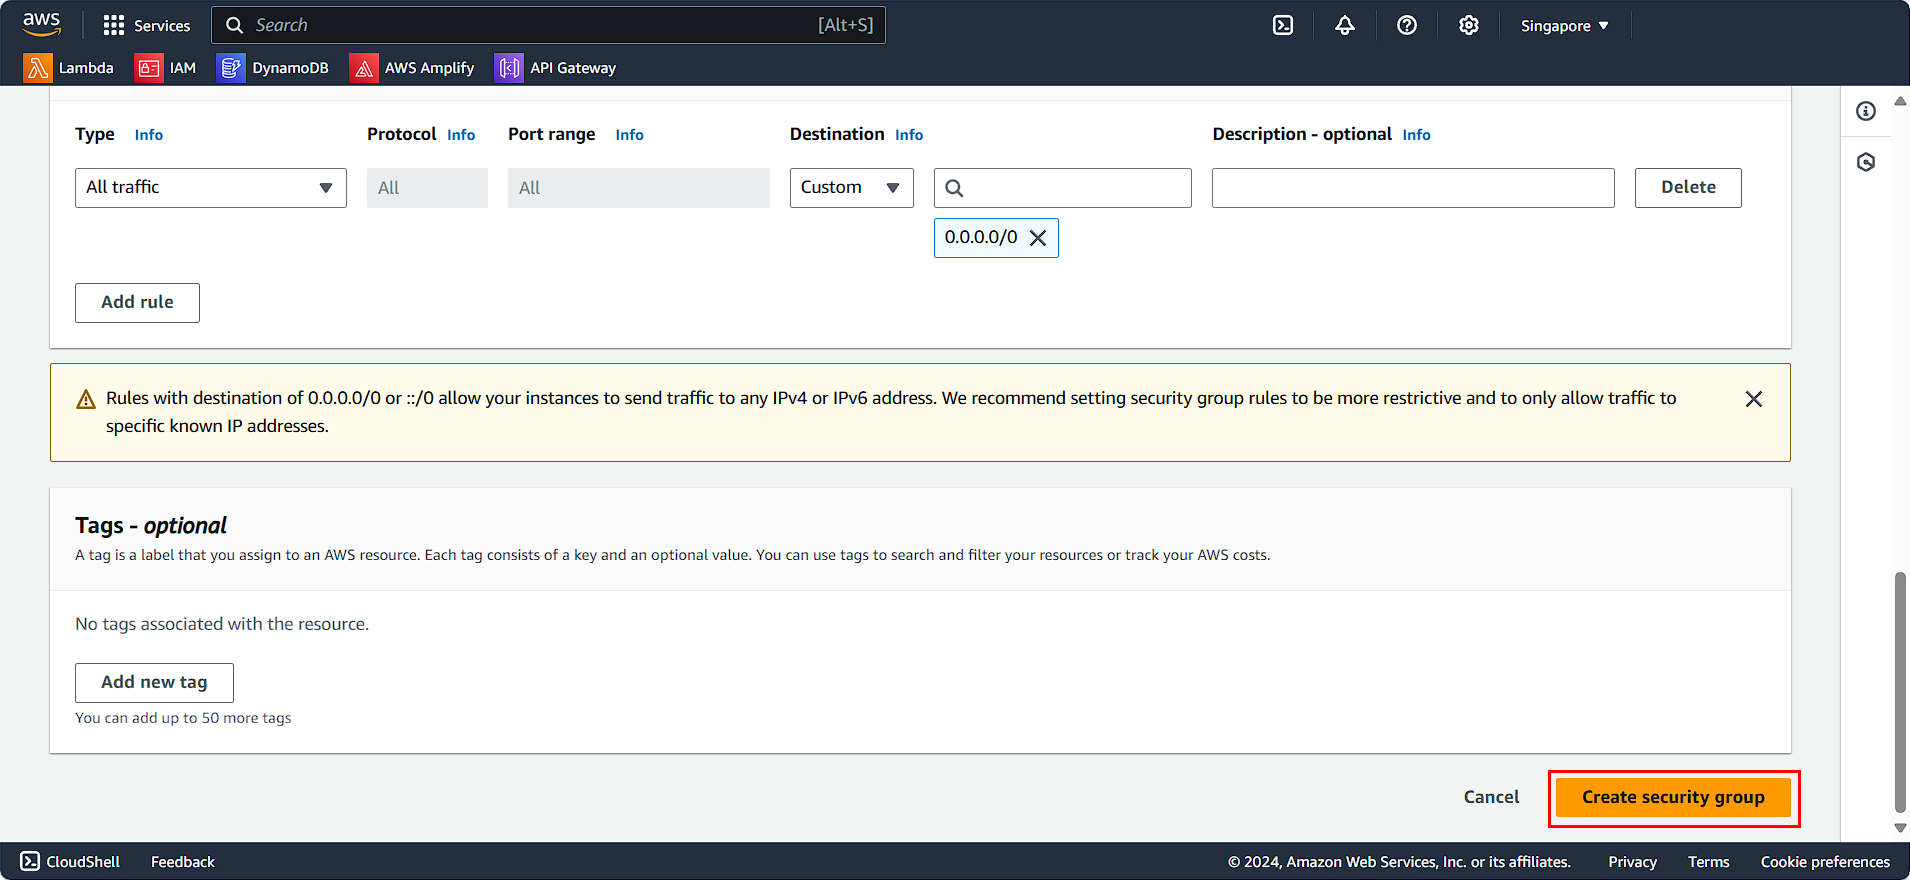 aws
Services
Search
[Alt+S]
Singapore
Lambda
IAM
DynamoDB
AWS Amplify
API Gateway
Type Info
Protocol Info
Port range Info
Destination Info
Description - optional Info
All traffic
All
All
Custom
Delete
0.0.0.0/0
Add rule
Rules with destination of 0.0.0.0/0 or ::/0 allow your instances to send traffic to any IPv4 or IPv6 address. We recommend setting security group rules to be more restrictive and to only allow traffic to
specific known IP addresses.
Tags - optional
A tag is a label that you assign to an AWS resource. Each tag consists of a key and an optional value. You can use tags to search and filter your resources or track your AWS costs.
No tags associated with the resource.
Add new tag
You can add up to 50 more tags
Cancel
Create security group
CloudShell
Feedback
© 2024, Amazon Web Services, Inc. or its affiliates.
Privacy
Terms
Cookie preferences